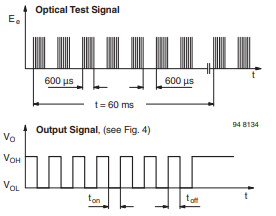 Optical Test Signal
Ee
600 µs
600 µs
t
t = 60 ms
94 8134
Output Signal, (see Fig. 4)
VO
VOH
VOL
ton
toff
t